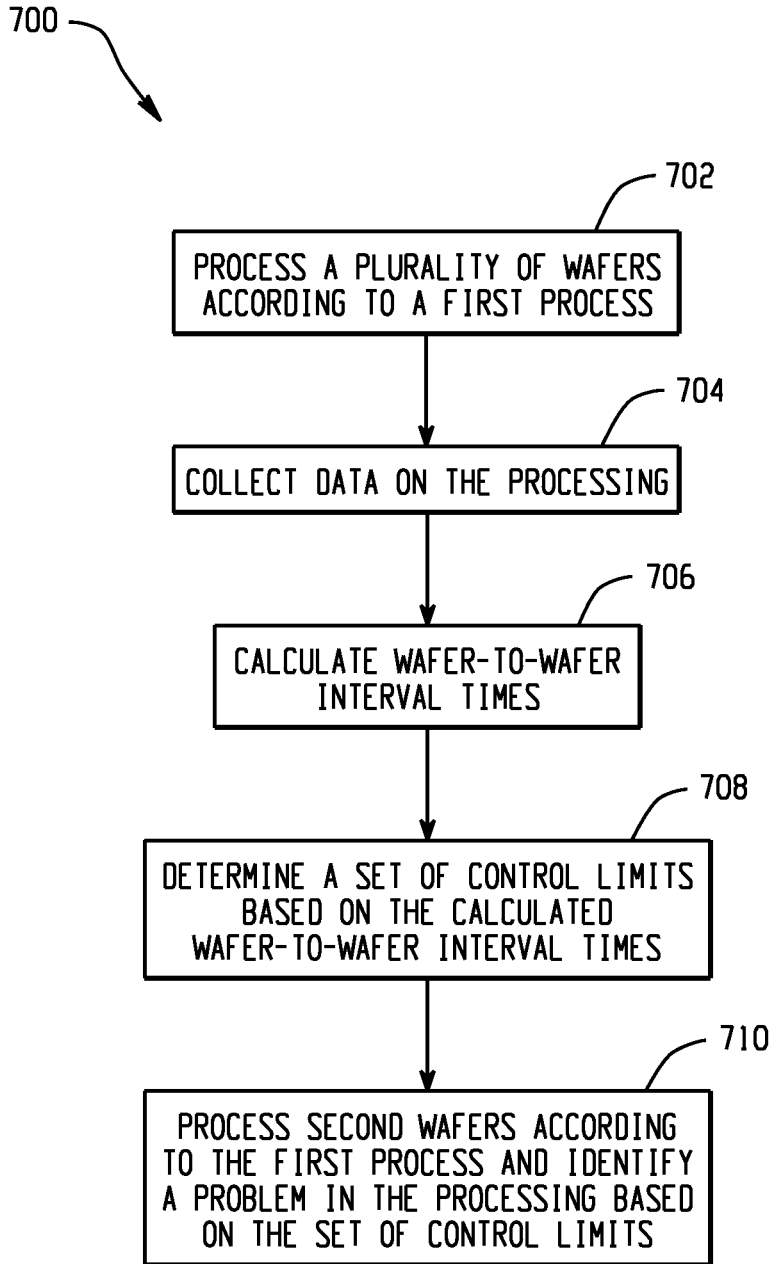 700
702
PROCESS A PLURALITY OF WAFERS
ACCORDING TO A FIRST PROCESS
704
COLLECT DATA ON THE PROCESSING
706
CALCULATE WAFER-TO-WAFER
INTERVAL TIMES
708
DETERMINE A SET OF CONTROL LIMITS
BASED ON THE CALCULATED
WAFER-TO-WAFER INTERVAL TIMES
710
PROCESS SECOND WAFERS ACCORDING
TO THE FIRST PROCESS AND IDENTIFY
A PROBLEM IN THE PROCESSING BASED
ON THE SET OF CONTROL LIMITS